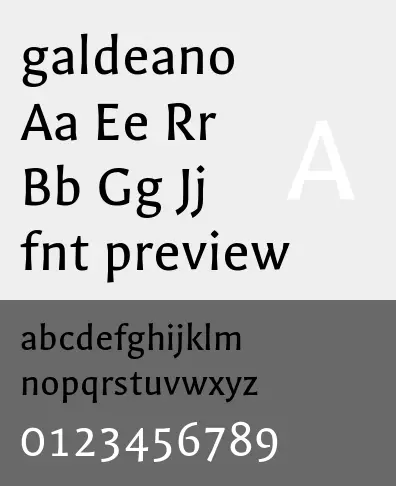 galdeano
Aa Ee Rr
A
Bb Gg Jj
fnt preview
abcdefghijklm
nopqrstuvwxyz
0123456789